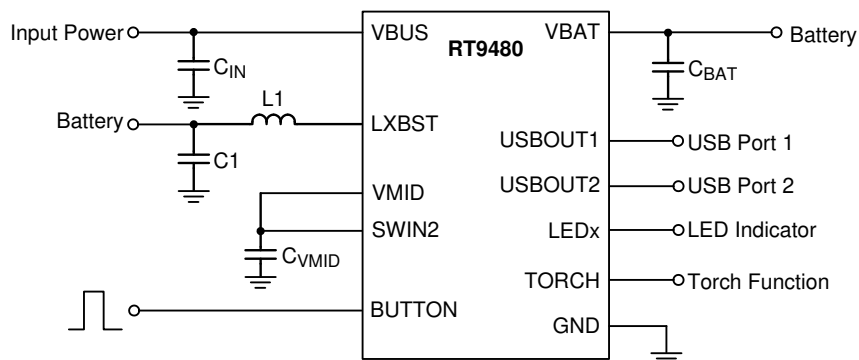 Input Power
VBUS
RT9480
VBAT
Battery
CIN
CBAT
L1
Battery
LXBST
USBOUT1
USB Port 1
C1
VMID
USBOUT2
USB Port 2
SWIN2
LEDx
LED Indicator
CVMID
TORCH
Torch Function
BUTTON
GND